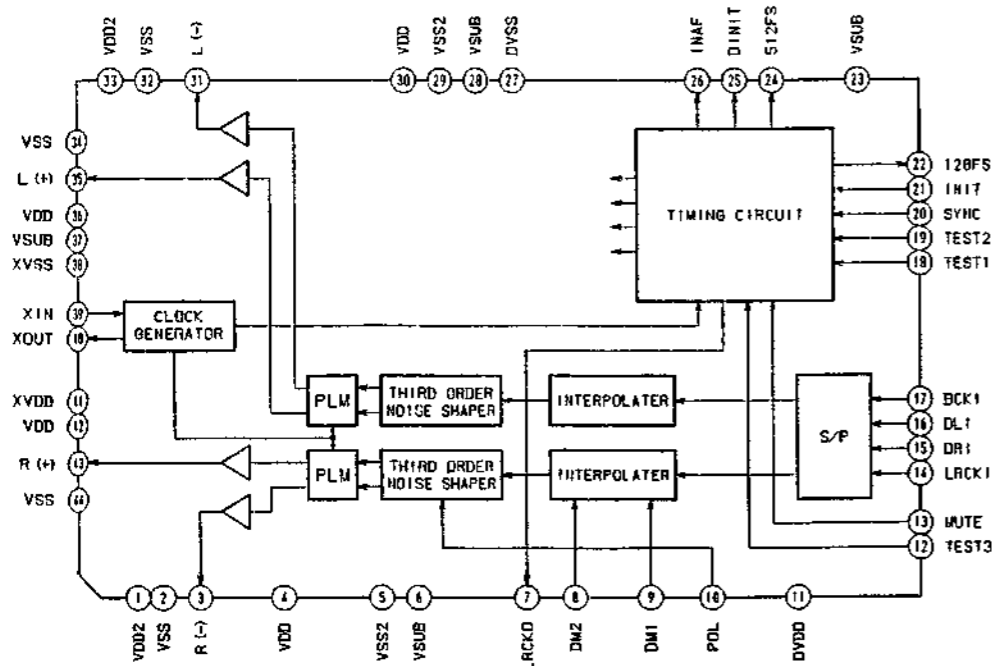 VDD2
VSS
L (-)
VDD
VSS2
VSUB
DVSS
INAF
DINIT
512FS
VSUB
33
32
31
30
29
28
27
26
25
24
23
VSS 34
L (+) 35
VDD 36
VSUB 37
XVSS 38
XIN 39
XOUT
XVDD
VDD
R (+) 43
VSS 44
22 128FS
21 INIT
20 SYNC
19 TEST2
18 TEST1
17 BCKI
16 DLI
15 DRI
14 LRCKI
13 MUTE
12 TEST3
TIMING CIRCUIT
CLOCK
GENERATOR
PLM
THIRD ORDER
NOISE SHAPER
INTERPOLATER
S/P
PLM
THIRD ORDER
NOISE SHAPER
INTERPOLATER
1
2
3
4
5
6
7
8
9
10
11
VDD2
VSS
R (-)
VDD
VSS2
VSUB
LRCKO
DM2
DM1
POL
DVDD